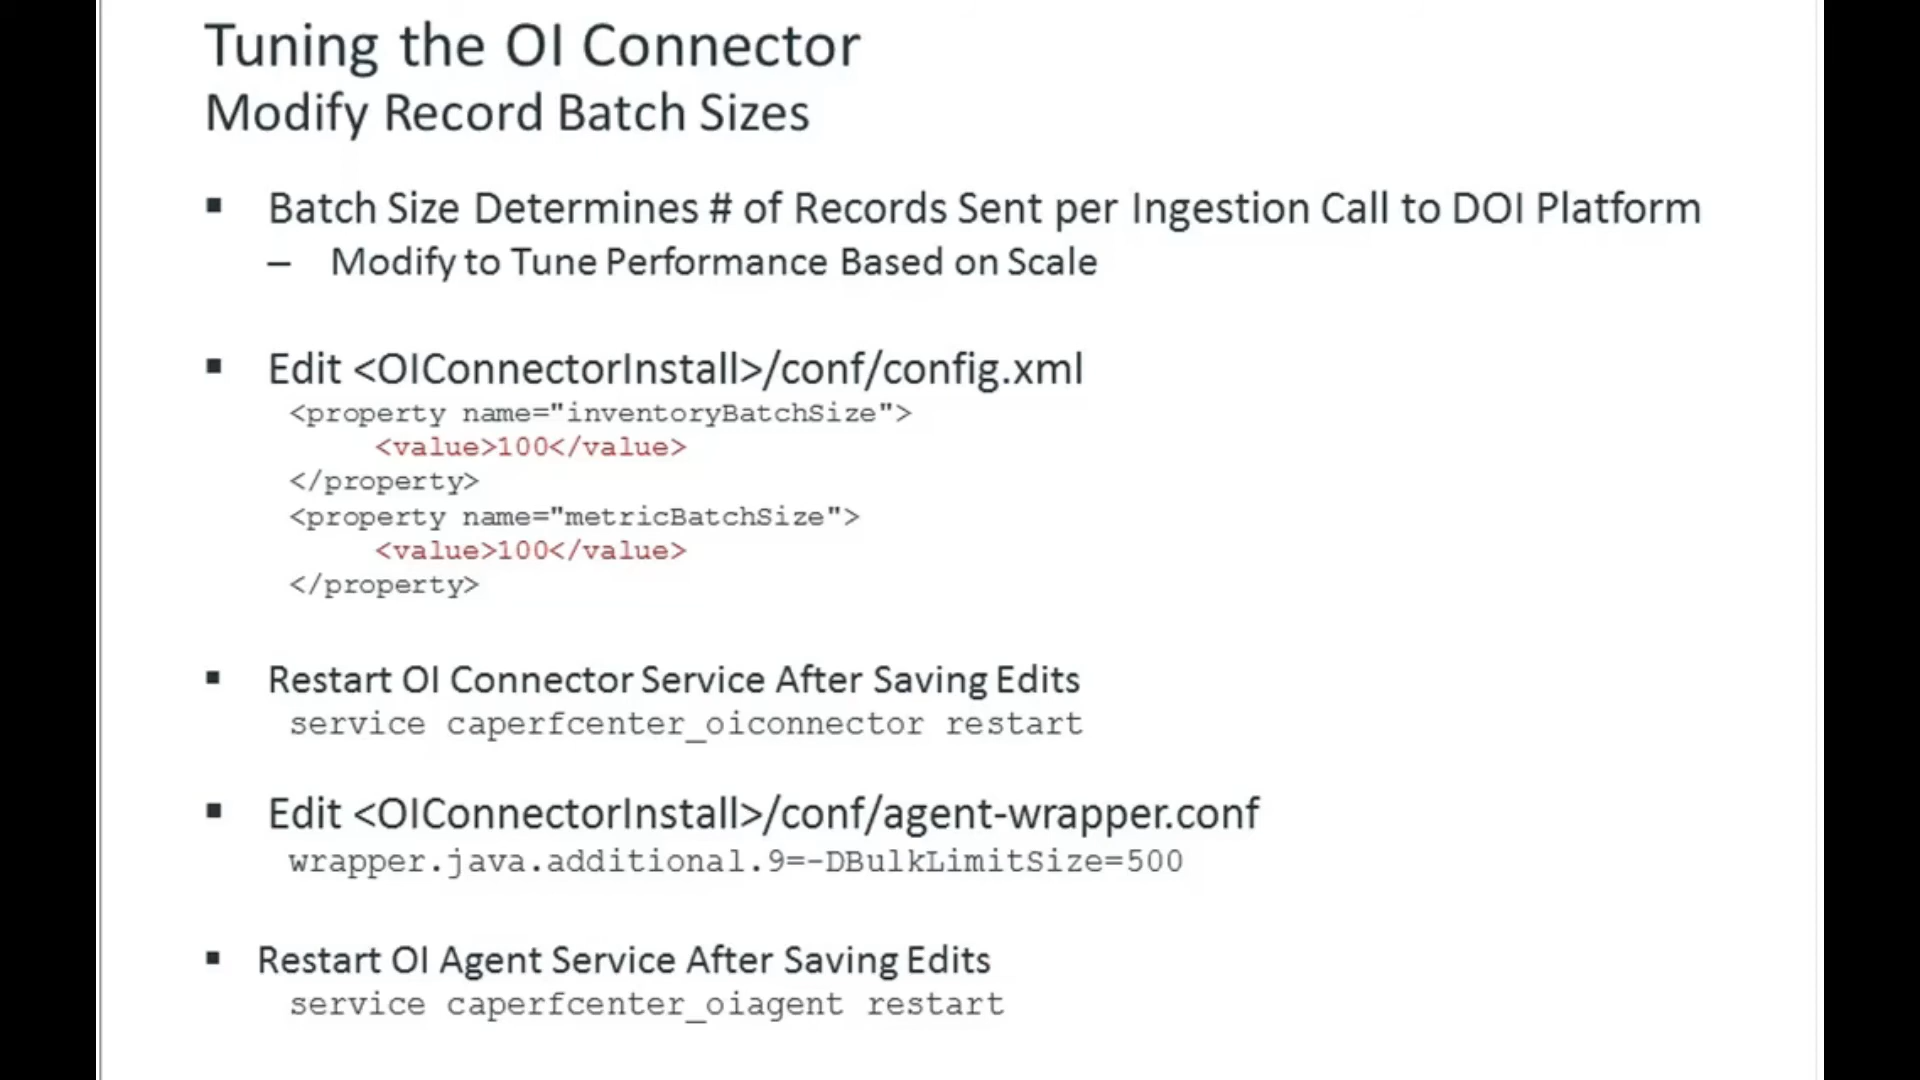 Tuning the OI Connector
Modify Record Batch Sizes
▪ Batch Size Determines # of Records Sent per Ingestion Call to DOI Platform
– Modify to Tune Performance Based on Scale
▪ Edit <OIConnectorInstall>/conf/config.xml
<property name="inventoryBatchSize">
<value>100</value>
</property>
<property name="metricBatchSize">
<value>100</value>
</property>
▪ Restart OI Connector Service After Saving Edits
service caperfcenter_oiconnector restart
▪ Edit <OIConnectorInstall>/conf/agent-wrapper.conf
wrapper.java.additional.9=-DBulkLimitSize=500
▪ Restart OI Agent Service After Saving Edits
service caperfcenter_oiagent restart